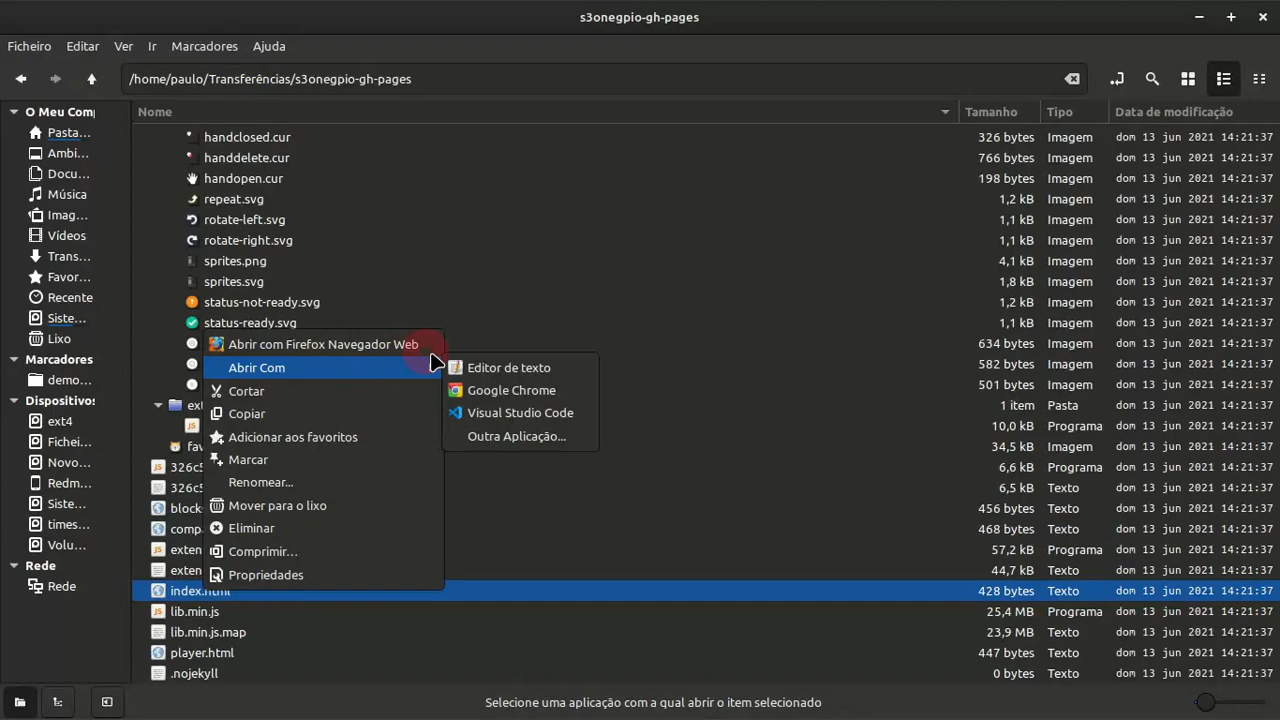 s3onegpio-gh-pages
Ficheiro Editar Ver Ir Marcadores Ajuda
/home/paulo/Transferências/s3onegpio-gh-pages
O Meu Comp
Pasta...
Ambi...
Docu...
Música
Imag...
Vídeos
Trans...
Favor...
Recente
Siste...
Lixo
Marcadores
demo...
Dispositivos
ext4
Fichei...
Novo...
Redm...
Siste...
times...
Volu...
Rede
Rede
Nome Tamanho Tipo Data de modificação
handclosed.cur 326 bytes Imagem dom 13 jun 2021 14:21:37
handdelete.cur 766 bytes Imagem dom 13 jun 2021 14:21:37
handopen.cur 198 bytes Imagem dom 13 jun 2021 14:21:37
repeat.svg 1,2 kB Imagem dom 13 jun 2021 14:21:37
rotate-left.svg 1,1 kB Imagem dom 13 jun 2021 14:21:37
rotate-right.svg 1,1 kB Imagem dom 13 jun 2021 14:21:37
sprites.png 4,1 kB Imagem dom 13 jun 2021 14:21:37
sprites.svg 1,8 kB Imagem dom 13 jun 2021 14:21:37
status-not-ready.svg 1,2 kB Imagem dom 13 jun 2021 14:21:37
status-ready.svg 1,1 kB Imagem dom 13 jun 2021 14:21:37
634 bytes Imagem dom 13 jun 2021 14:21:37
582 bytes Imagem dom 13 jun 2021 14:21:37
501 bytes Imagem dom 13 jun 2021 14:21:37
ext 1 item Pasta dom 13 jun 2021 14:21:37
10,0 kB Programa dom 13 jun 2021 14:21:37
fav 34,5 kB Imagem dom 13 jun 2021 14:21:37
326c5 6,6 kB Programa dom 13 jun 2021 14:21:37
326c5 6,5 kB Texto dom 13 jun 2021 14:21:37
block 456 bytes Texto dom 13 jun 2021 14:21:37
comp 468 bytes Texto dom 13 jun 2021 14:21:37
exten 57,2 kB Programa dom 13 jun 2021 14:21:37
exten 44,7 kB Texto dom 13 jun 2021 14:21:37
index.html 428 bytes Texto dom 13 jun 2021 14:21:37
lib.min.js 25,4 MB Programa dom 13 jun 2021 14:21:37
lib.min.js.map 23,9 MB Texto dom 13 jun 2021 14:21:37
player.html 447 bytes Texto dom 13 jun 2021 14:21:37
.nojekyll 0 bytes Texto dom 13 jun 2021 14:21:37
Abrir com Firefox Navegador Web
Abrir Com
Cortar
Copiar
Adicionar aos favoritos
Marcar
Renomear...
Mover para o lixo
Eliminar
Comprimir...
Propriedades
Editor de texto
Google Chrome
Visual Studio Code
Outra Aplicação...
Selecione uma aplicação com a qual abrir o item selecionado